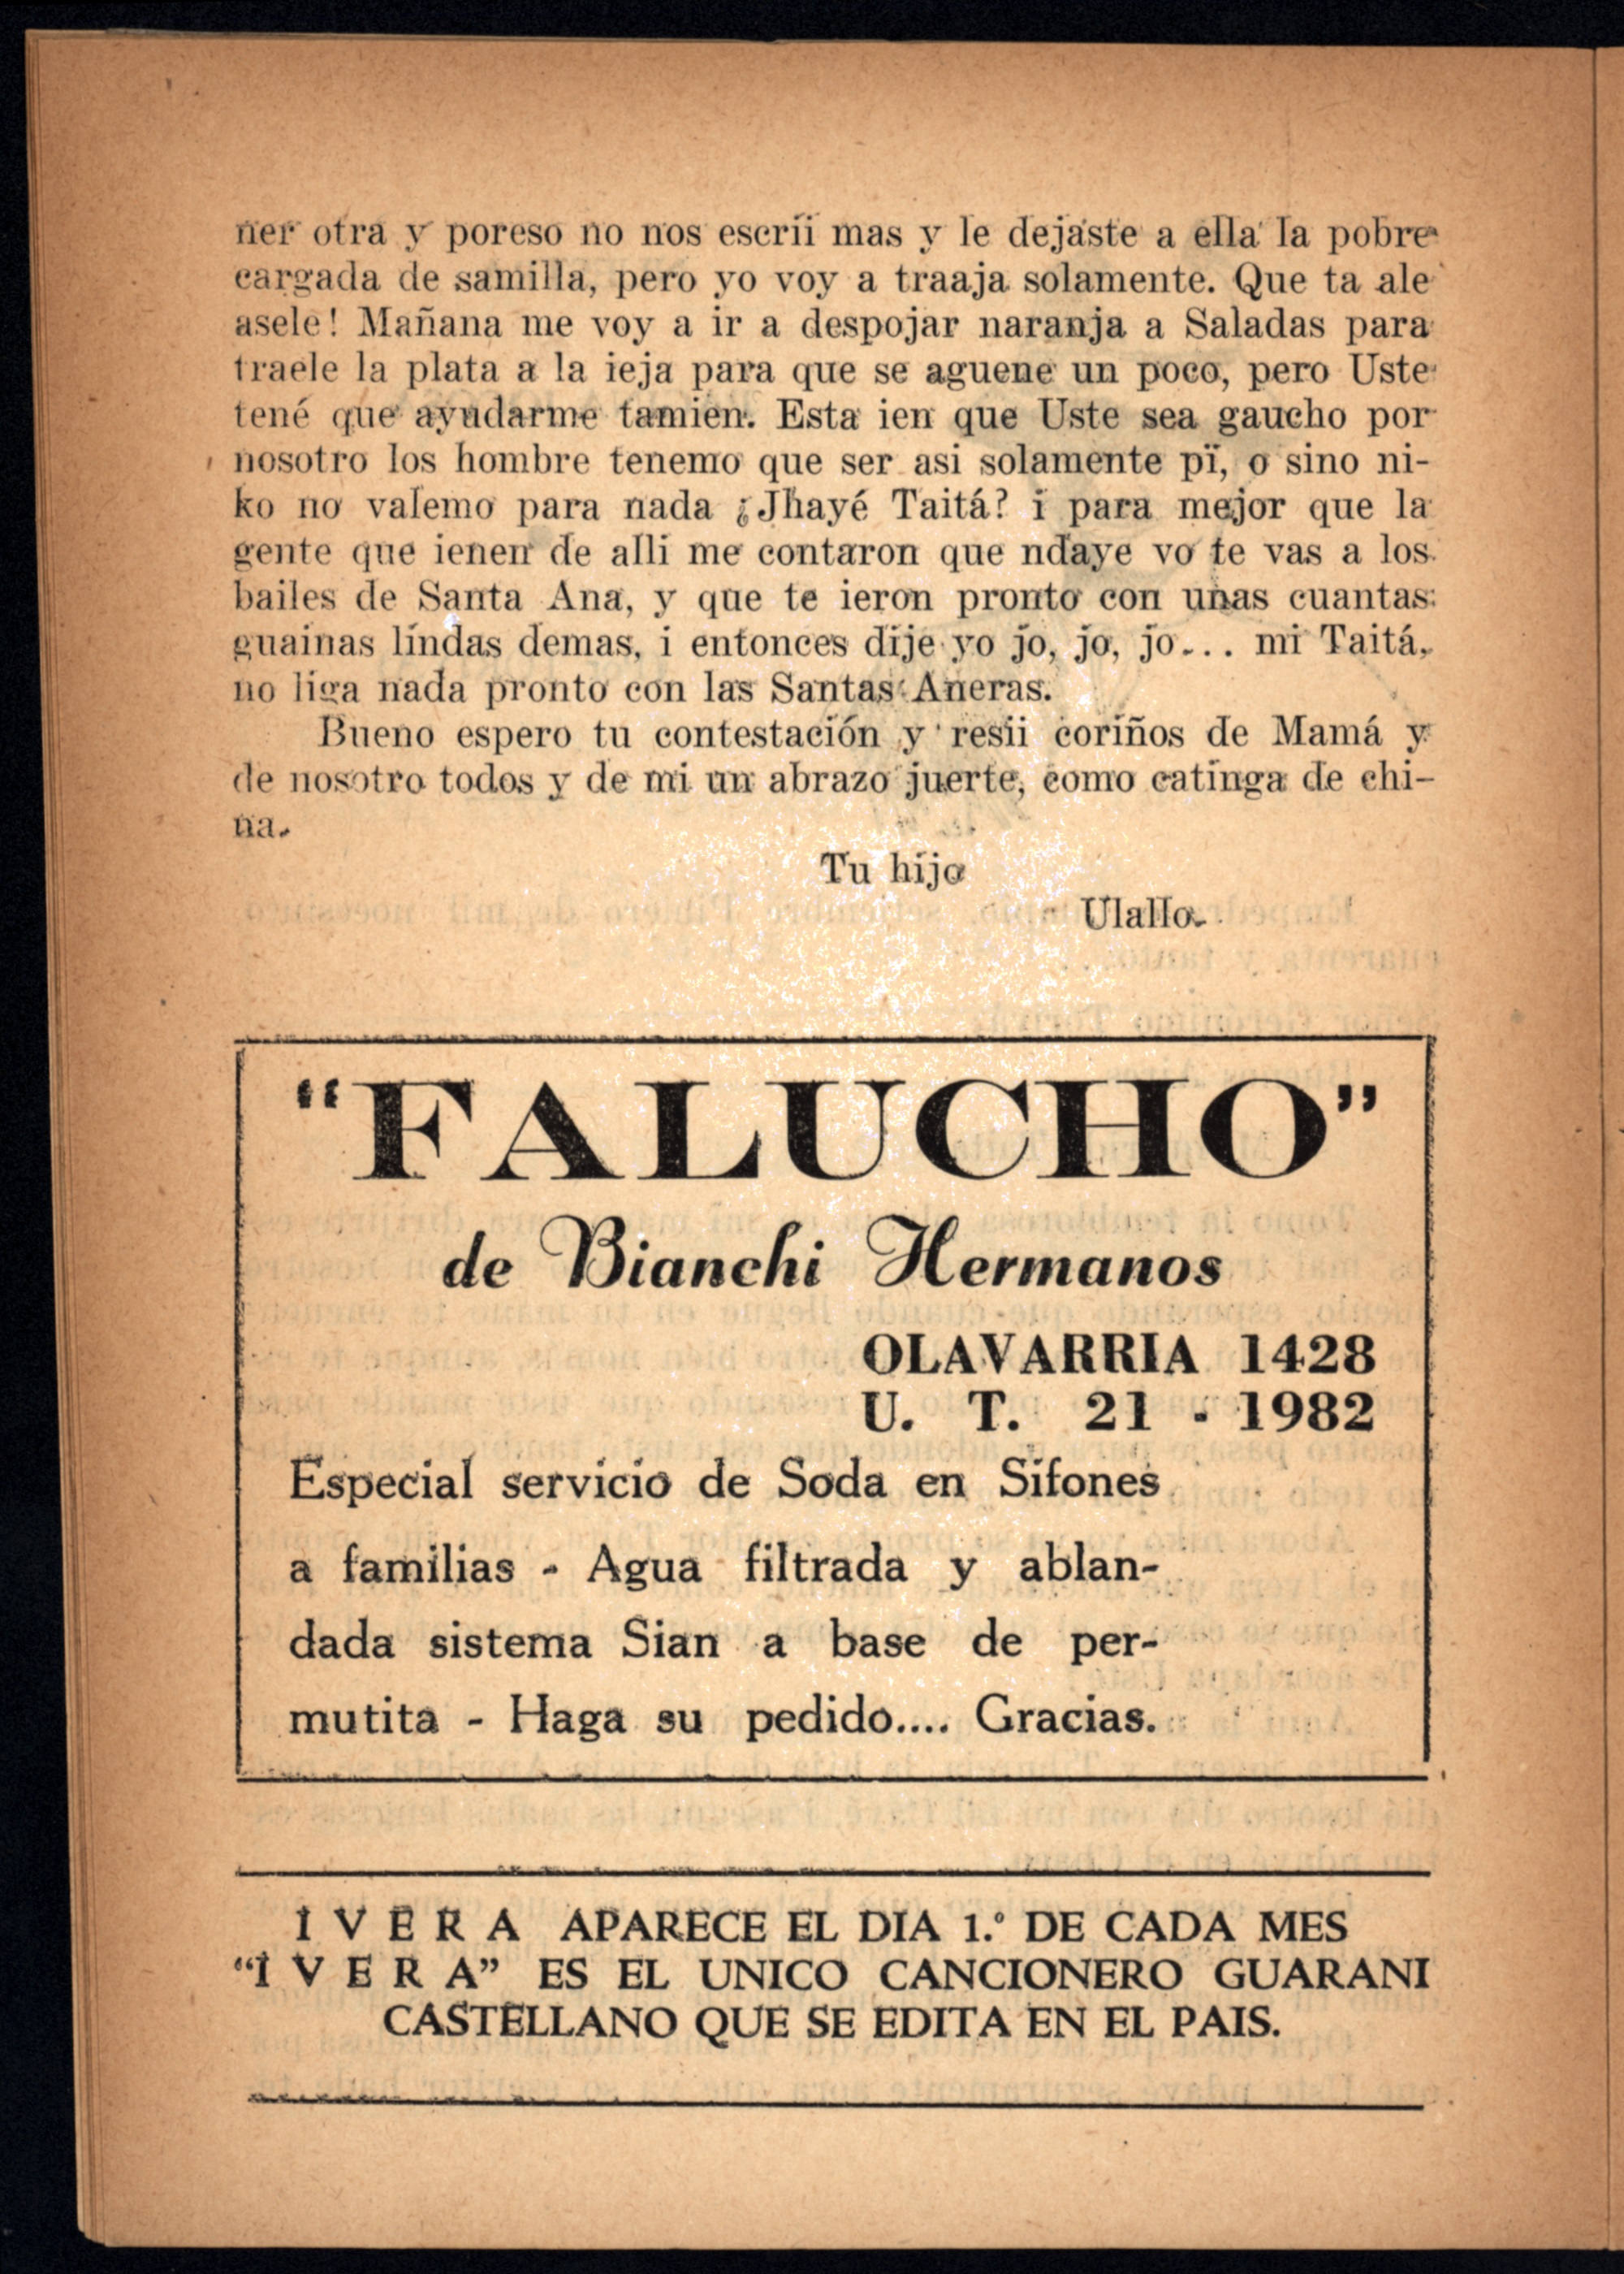 ner otra y poreso no nos escrii mas y le dejaste a ella la pobre
cargada de samilla, pero yo voy a traaja solamente. Que ta ale
asele! Mañana me voy a ir a despojar naranja a Saladas para
traele la plata a la ieja para que se aguene un poco, pero Uste
tené que ayudarme tamien. Esta ien que Uste sea gaucho por
nosotro los hombre tenemo que ser asi solamente pï, o sino ni-
ko no valemo para nada ¿Jhayé Taitá? i para mejor que la
gente que ienen de alli me contaron que ndaye vo te vas a los
bailes de Santa Ana, y que te ieron pronto con unas cuantas
guainas lindas demas, i entonces dije yo jo, jo, jo... mi Taitá,
no liga nada pronto con las Santas Aneras.
Bueno espero tu contestación y resii coriños de Mamá y
de nosotro todos y de mi un abrazo juerte, como catinga de chi-
na.
Tu hijo
Ulallo.
"FALUCHO"
de Bianchi Hermanos
OLAVARRIA 1428
U. T. 21 - 1982
Especial servicio de Soda en Sifones
a familias - Agua filtrada y ablan-
dada sistema Sian a base de per-
mutita - Haga su pedido.... Gracias.
I V E R A APARECE EL DIA 1.º DE CADA MES
"I V E R A" ES EL UNICO CANCIONERO GUARANI
CASTELLANO QUE SE EDITA EN EL PAIS.